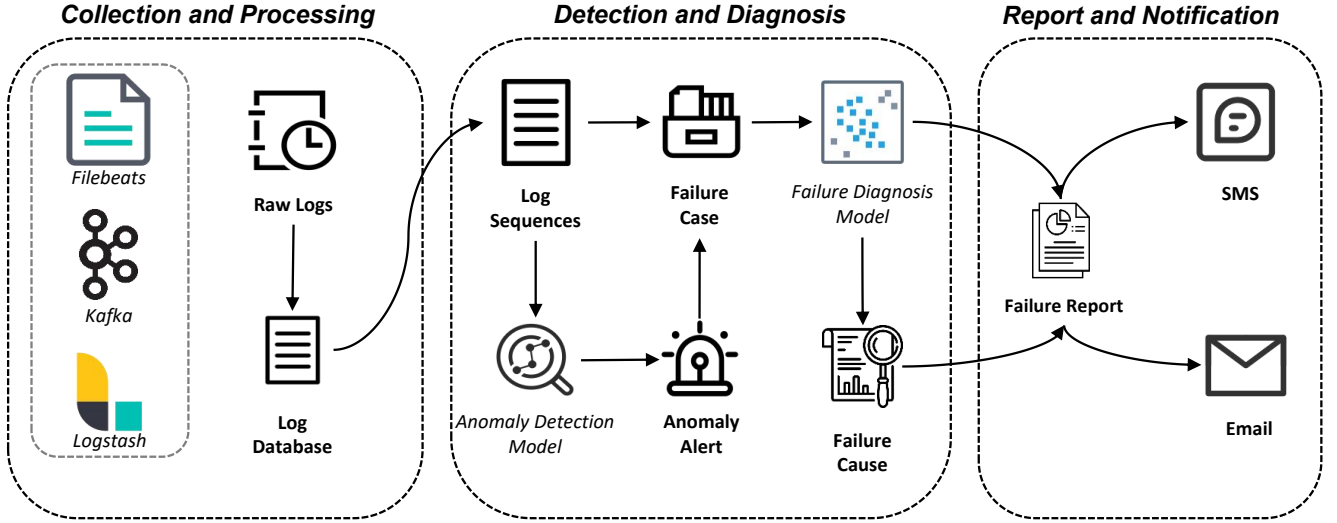 Collection and Processing
Detection and Diagnosis
Report and Notification
Filebeats
Kafka
Logstash
Raw Logs
Log
Database
Log
Sequences
Failure
Case
Failure Diagnosis
Model
Anomaly Detection
Model
Anomaly
Alert
Failure
Cause
Failure Report
SMS
Email